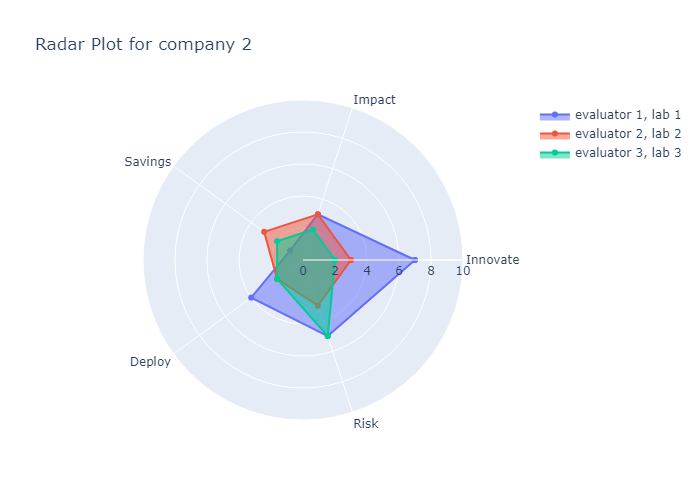 Radar Plot for company 2
evaluator 1, lab 1
evaluator 2, lab 2
evaluator 3, lab 3
Impact
Savings
Innovate
0 2 4 6 8 10
Deploy
Risk